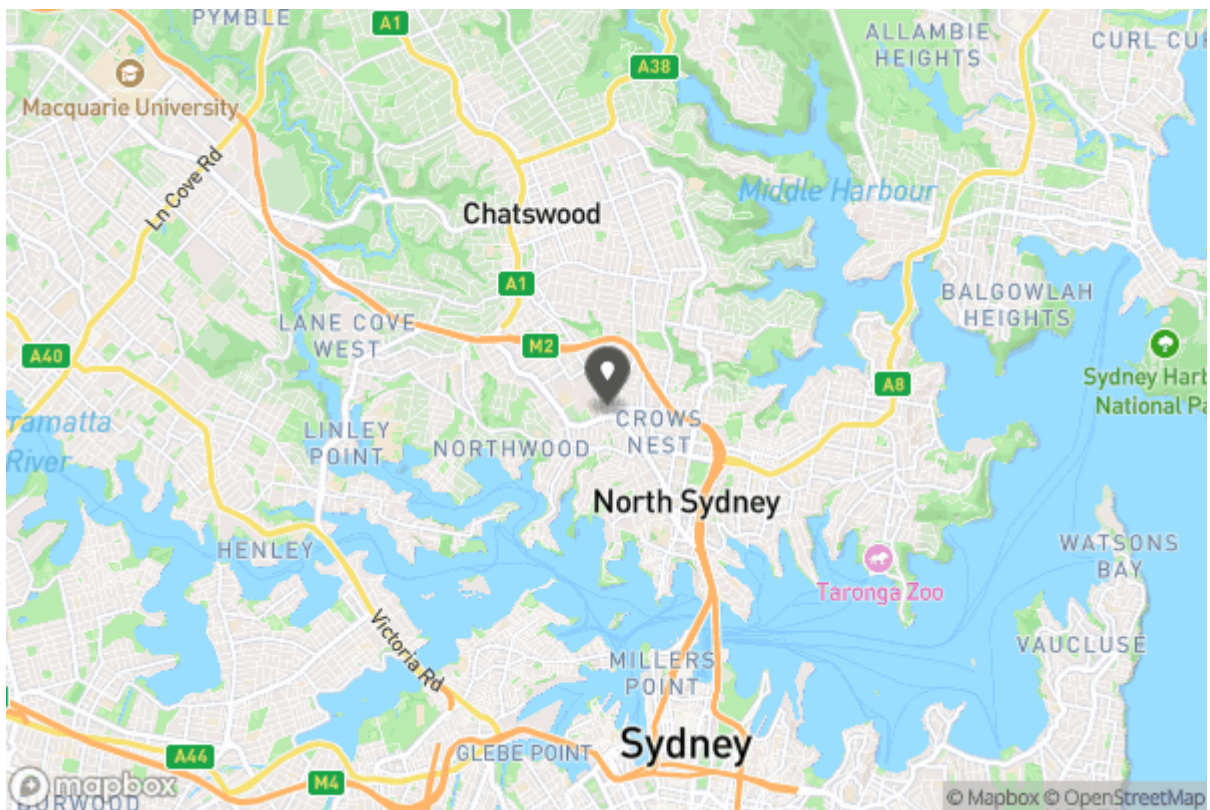 PYMBLE
A1
A38
ALLAMBIE
HEIGHTS
CURL CU
Macquarie University
Ln Cove Rd
Middle Harbour
Chatswood
A1
BALGOWLAH
HEIGHTS
LANE COVE
WEST
M2
A40
A8
Sydney Harb
National Pa
rramatta
River
LINLEY
POINT
NORTHWOOD
CROWS
NEST
North Sydney
HENLEY
WATSONS
BAY
Taronga Zoo
Victoria Rd
VAUCLUSE
MILLERS
POINT
Sydney
A44
GLEBE POINT
M4
mapbox
BURWOOD
© Mapbox © OpenStreetMap